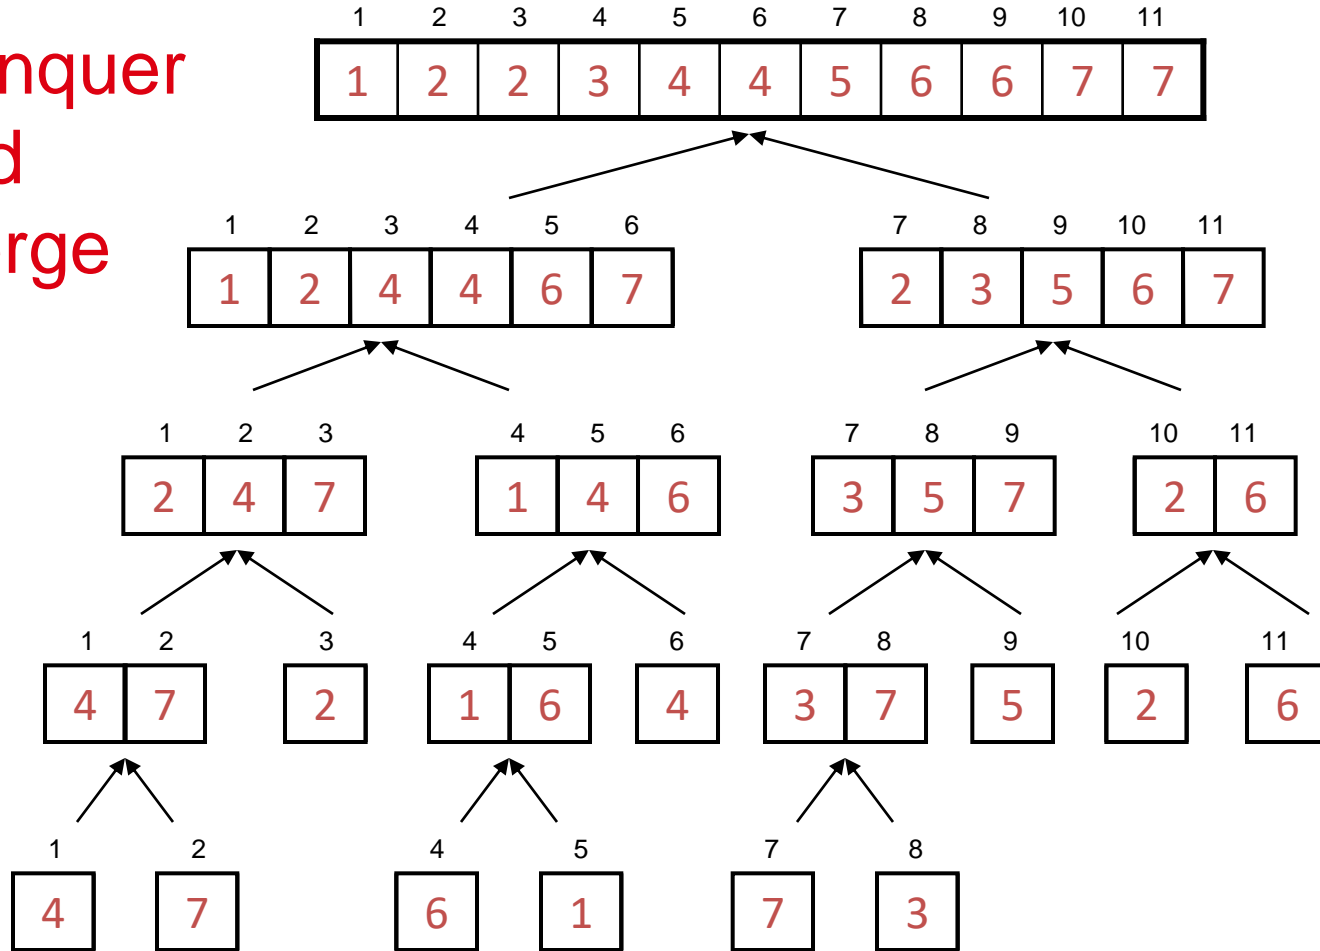 1 2 3 4 5 6 7 8 9 10 11
nquer
1 2 2 3 4 4 5 6 6 7 7
d
rge
1 2 3 4 5 6 7 8 9 10 11
1 2 4 4 6 7 2 3 5 6 7
1 2 3 4 5 6 7 8 9 10 11
2 4 7 1 4 6 3 5 7 2 6
1 2 3 4 5 6 7 8 9 10 11
4 7 2 1 6 4 3 7 5 2 6
1 2 4 5 7 8
4 7 6 1 7 3